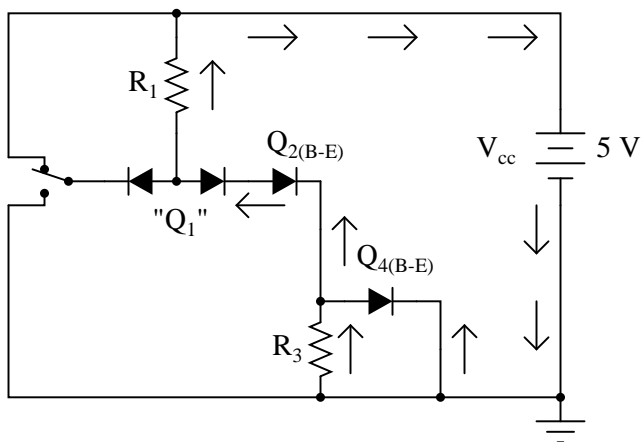 R1
Q2(B-E)
Vcc 5 V
"Q1"
Q4(B-E)
R3